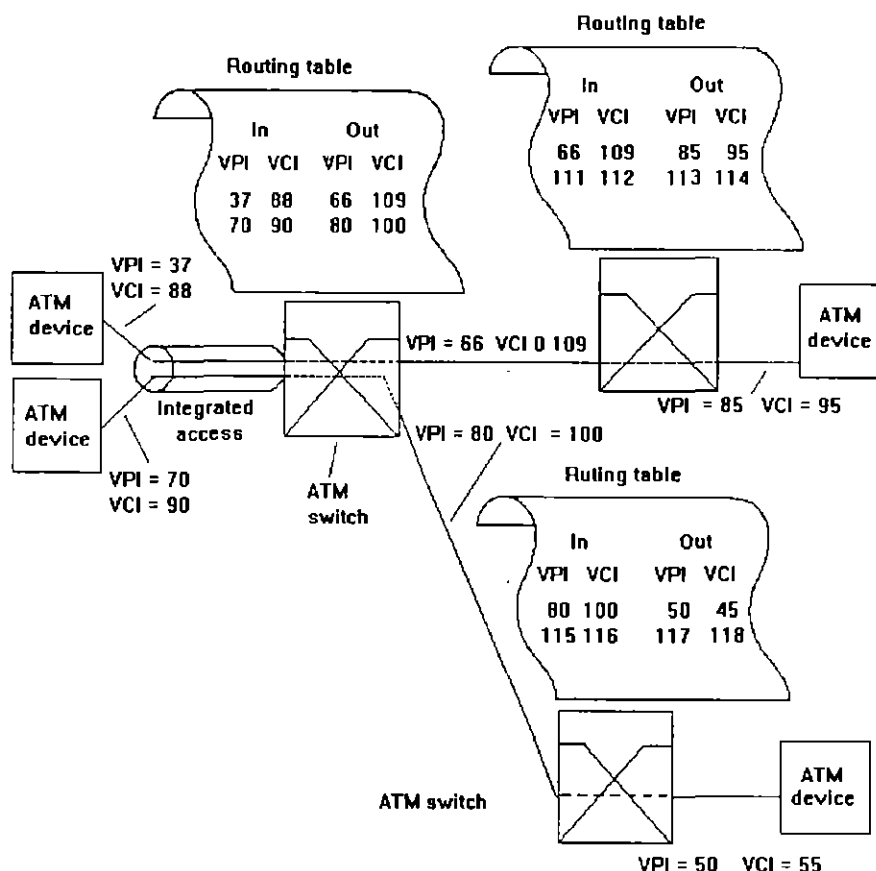 Routing table
In Out
VPI VCI VPI VCI
66 109 85 95
111 112 113 114
Routing table
In Out
VPI VCI VPI VCI
37 88 66 109
70 90 80 100
VPI = 37
VCI = 88
ATM
device
ATM
device
Integrated
access
VPI = 70
VCI = 90
ATM
switch
VPI = 66 VCI 0 109
ATM
device
VPI = 85 VCI = 95
VPI = 80 VCI = 100
Ruting table
In Out
VPI VCI VPI VCI
80 100 50 45
115 116 117 118
ATM switch
ATM
device
VPI = 50 VCI = 55